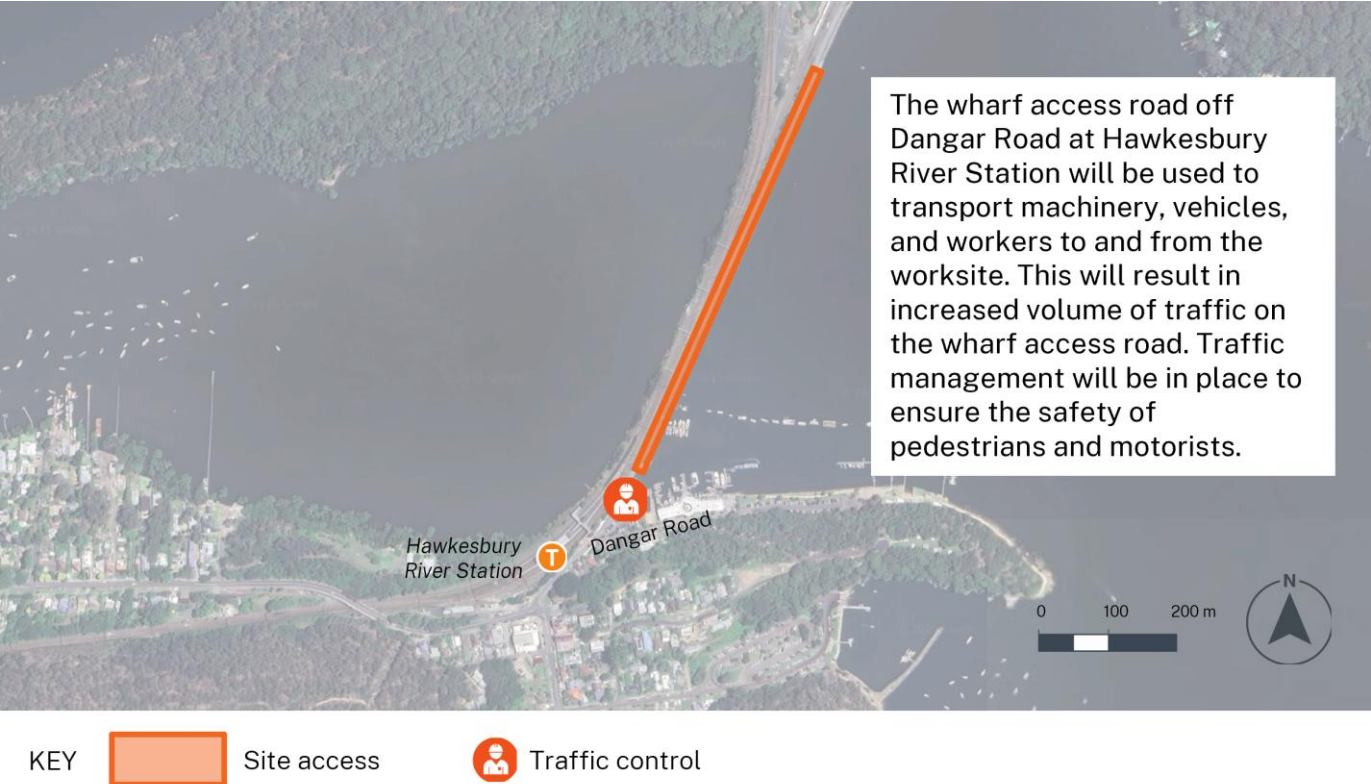 The wharf access road off
Dangar Road at Hawkesbury
River Station will be used to
transport machinery, vehicles,
and workers to and from the
worksite. This will result in
increased volume of traffic on
the wharf access road. Traffic
management will be in place to
ensure the safety of
pedestrians and motorists.
Hawkesbury
River Station
T
Dangar Road
N
0 100 200 m
KEY
Site access
Traffic control